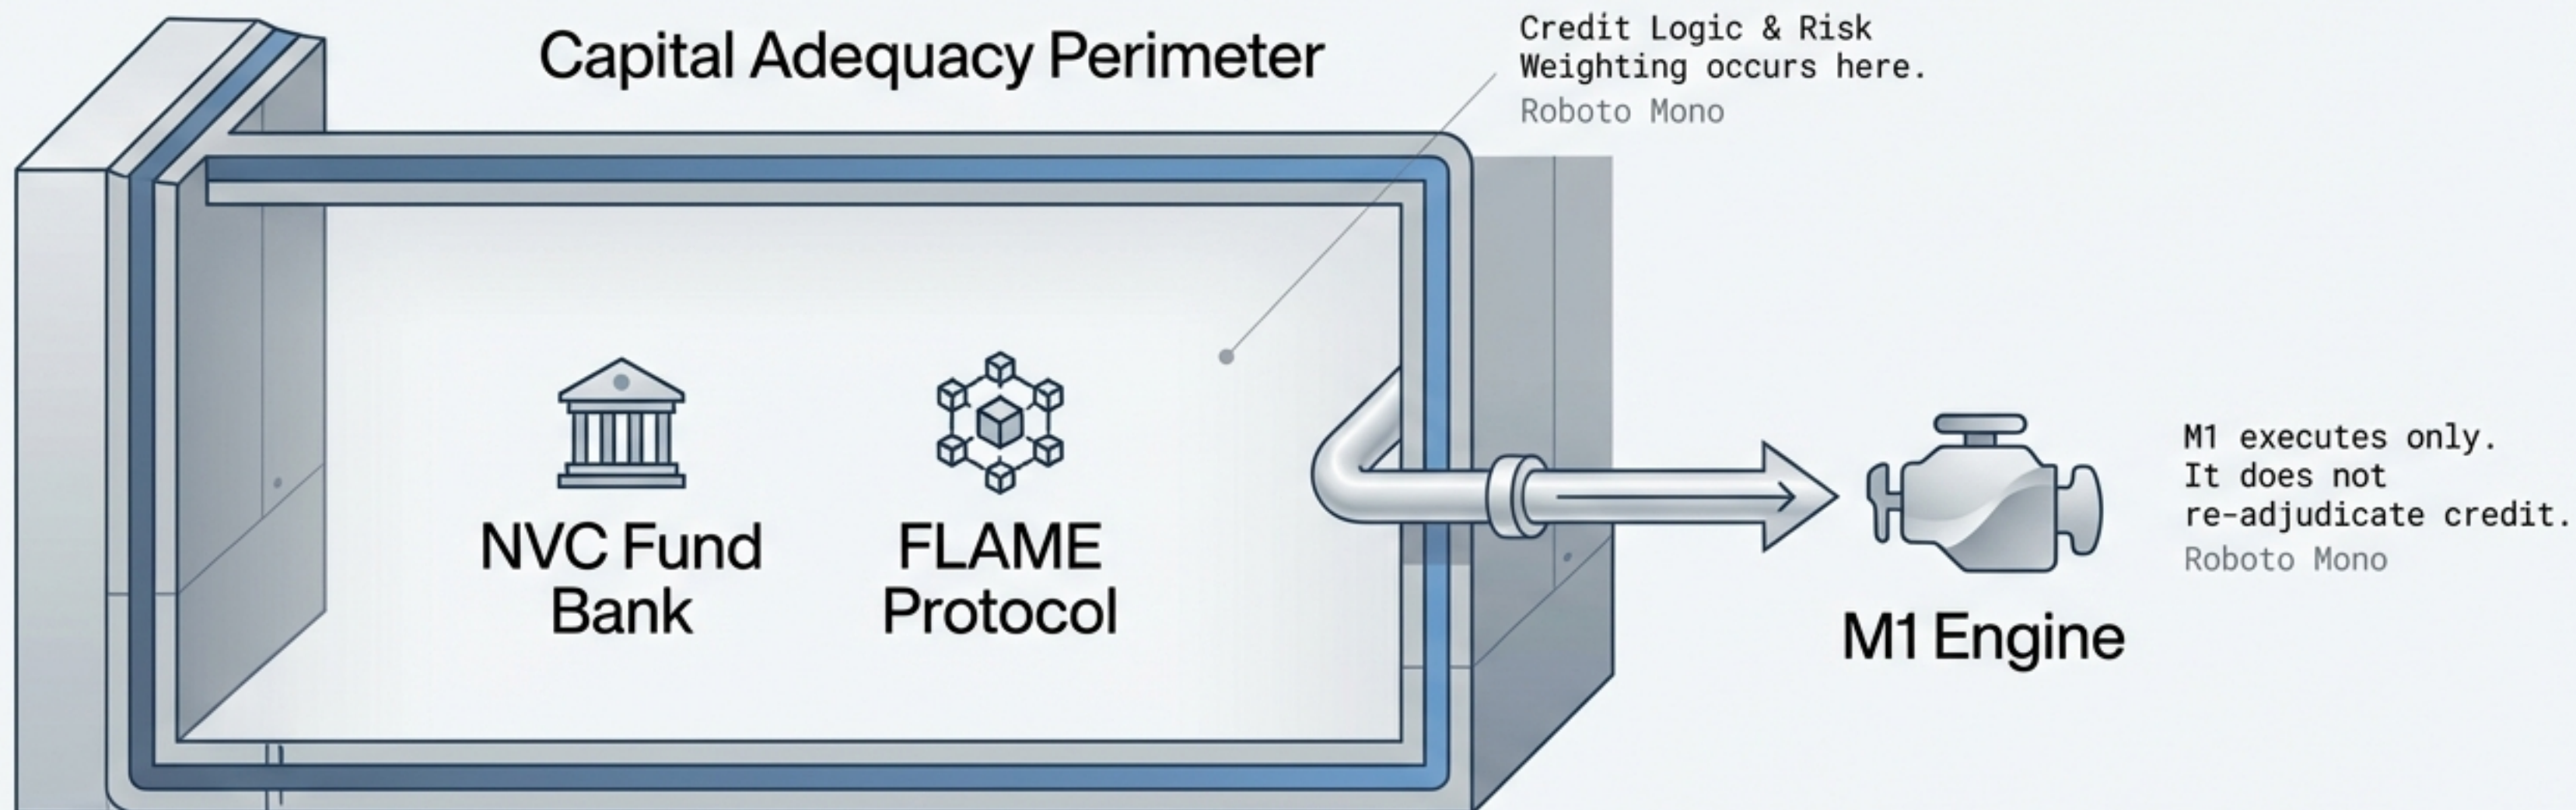 Capital Adequacy Perimeter
Credit Logic & Risk
Weighting occurs here.
Roboto Mono
NVC Fund
Bank
FLAME
Protocol
M1 Engine
M1 executes only.
It does not
re-adjudicate credit.
Roboto Mono